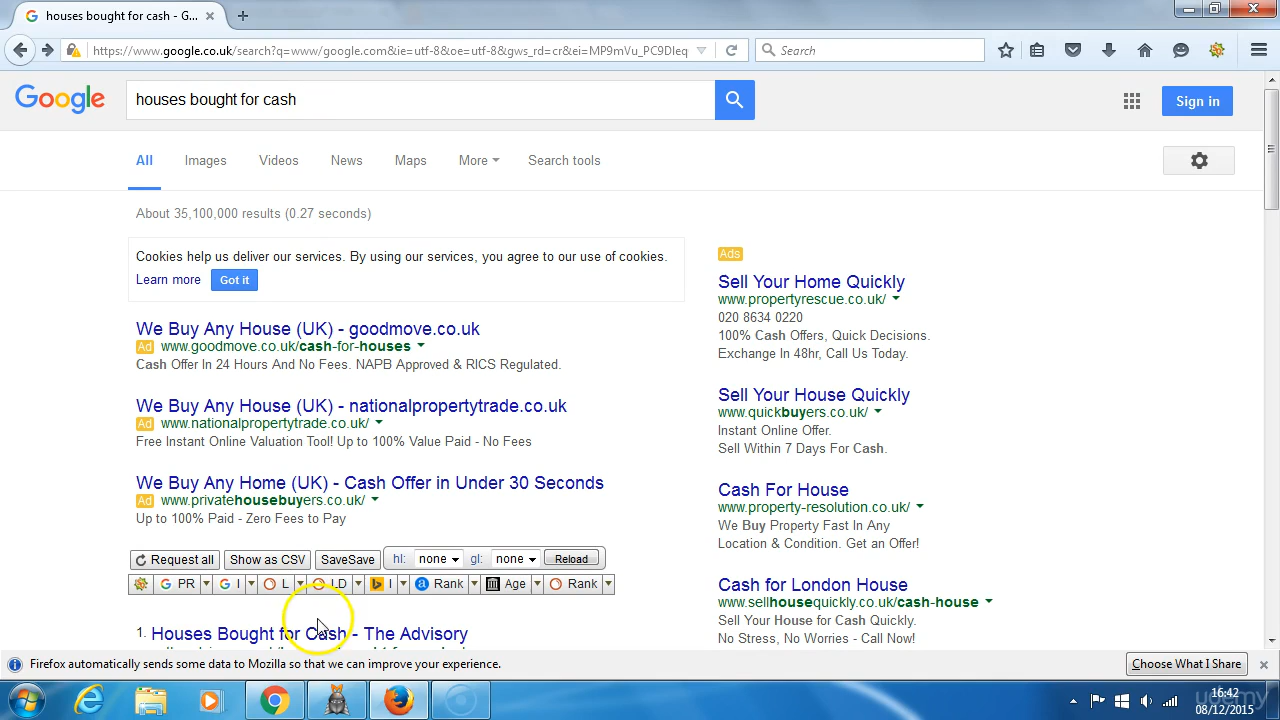 houses bought for cash - G...
https://www.google.co.uk/search?q=www/google.com&ie=utf-8&oe=utf-8&gws_rd=cr&ei=MP9mVu_PC9Dleq
Search
Google
houses bought for cash
Sign in
All Images Videos News Maps More Search tools
About 35,100,000 results (0.27 seconds)
Cookies help us deliver our services. By using our services, you agree to our use of cookies.
Learn more Got it
We Buy Any House (UK) - goodmove.co.uk
Ad www.goodmove.co.uk/cash-for-houses
Cash Offer In 24 Hours And No Fees. NAPB Approved & RICS Regulated.
We Buy Any House (UK) - nationalpropertytrade.co.uk
Ad www.nationalpropertytrade.co.uk/
Free Instant Online Valuation Tool! Up to 100% Value Paid - No Fees
We Buy Any Home (UK) - Cash Offer in Under 30 Seconds
Ad www.privatehousebuyers.co.uk/
Up to 100% Paid - Zero Fees to Pay
Request all Show as CSV SaveSave hl: none gl: none Reload
PR I L LD I Rank Age Rank
1. Houses Bought for Cash - The Advisory
Ads
Sell Your Home Quickly
www.propertyrescue.co.uk/
020 8634 0220
100% Cash Offers, Quick Decisions.
Exchange In 48hr, Call Us Today.
Sell Your House Quickly
www.quickbuyers.co.uk/
Instant Online Offer.
Sell Within 7 Days For Cash.
Cash For House
www.property-resolution.co.uk/
We Buy Property Fast In Any
Location & Condition. Get an Offer!
Cash for London House
www.sellhousequickly.co.uk/cash-house
Sell Your House for Cash Quickly.
No Stress, No Worries - Call Now!
Firefox automatically sends some data to Mozilla so that we can improve your experience.
Choose What I Share
16:42
08/12/2015
udemy